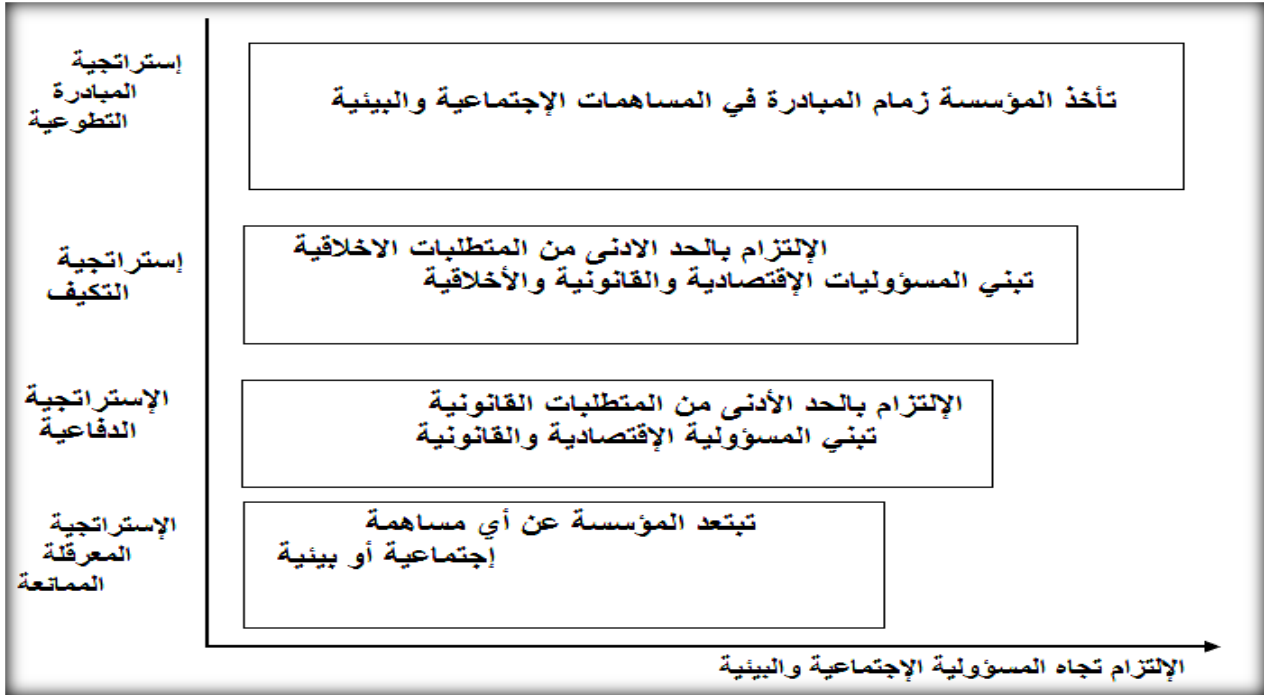 إستراتجية
المبادرة
التطوعية
تأخذ المؤسسة زمام المبادرة في المساهمات الإجتماعية والبيئية
إستراتجية
التكيف
الإلتزام بالحد الادنى من المتطلبات الاخلاقية
تبني المسؤوليات الإقتصادية والقانونية والأخلاقية
الإستراتجية
الدفاعية
الإلتزام بالحد الأدنى من المتطلبات القانونية
تبني المسؤولية الإقتصادية والقانونية
الإستراتجية
المعرقلة
الممانعة
تبتعد المؤسسة عن أي مساهمة
إجتماعية أو بيئية
الإلتزام تجاه المسؤولية الإجتماعية والبيئية